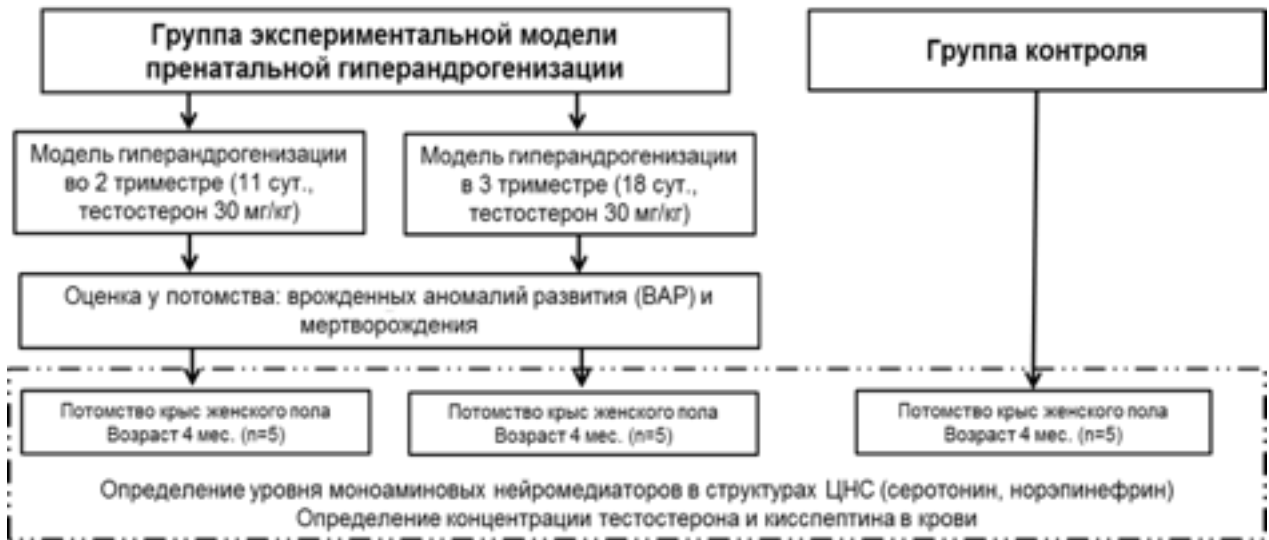 Группа экспериментальной модели
пренатальной гиперандрогенизации
Группа контроля
Модель гиперандрогенизации
во 2 триместре (11 сут.,
тестостерон 30 мг/кг)
Модель гиперандрогенизации
в 3 триместре (18 сут.,
тестостерон 30 мг/кг)
Оценка у потомства: врожденных аномалий развития (ВАР) и
мертворождения
Потомство крыс женского пола
Возраст 4 мес. (n=5)
Потомство крыс женского пола
Возраст 4 мес. (n=5)
Потомство крыс женского пола
Возраст 4 мес. (n=5)
Определение уровня моноаминовых нейромедиаторов в структурах ЦНС (серотонин, норэпинефрин)
Определение концентрации тестостерона и кисспептина в крови